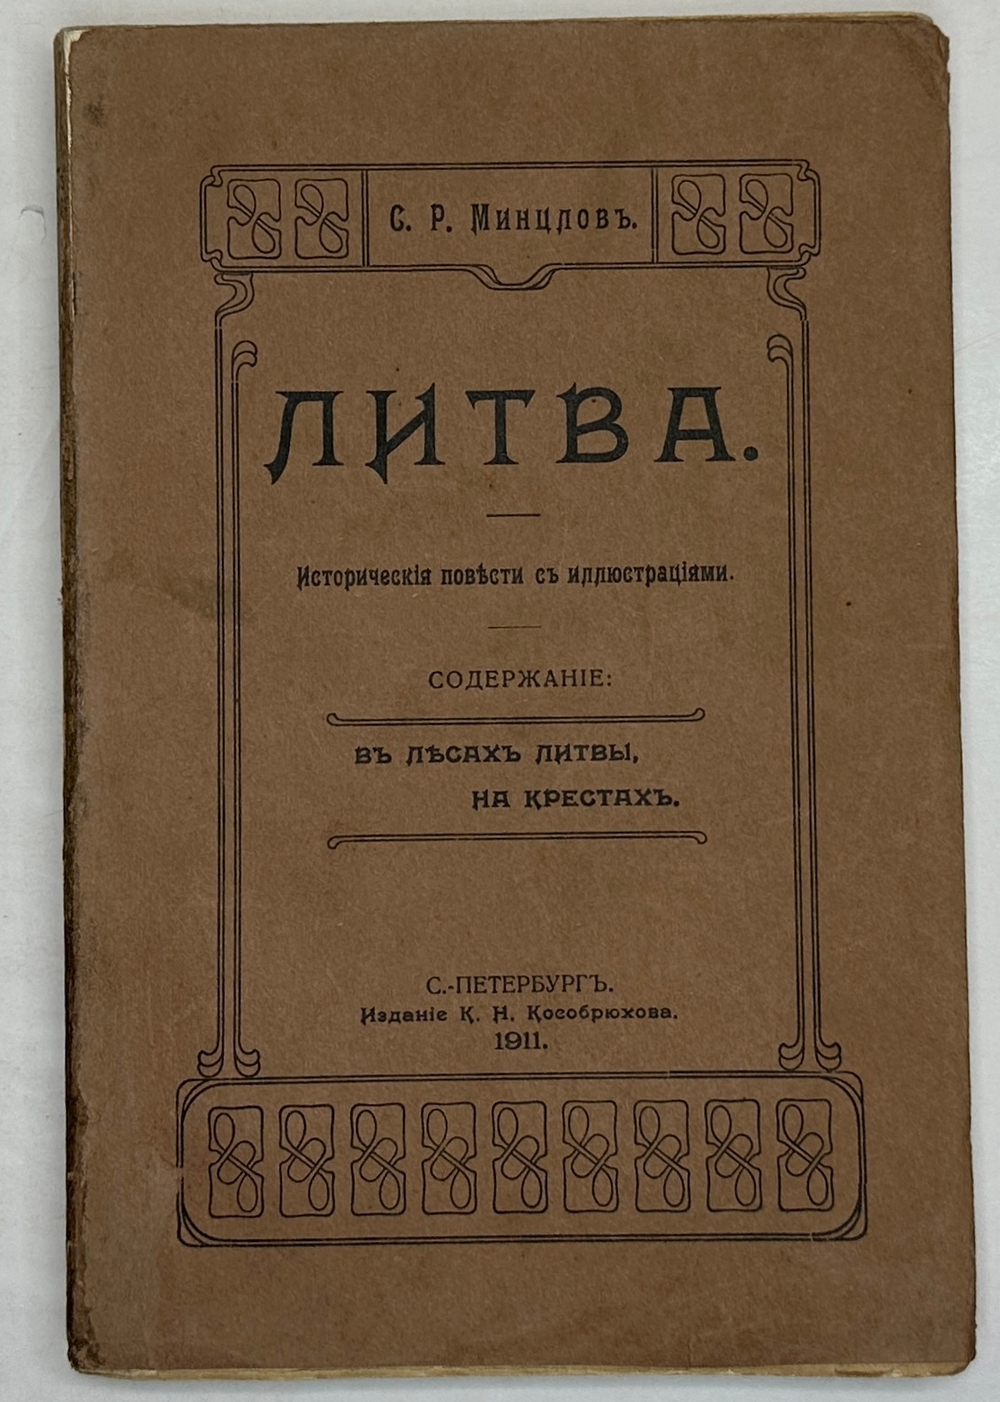 С. Р. Минцловъ.
ЛИТВА.
Историческія повѣсти съ иллюстраціями.
СОДЕРЖАНІЕ:
ВЪ ЛѢСАХЪ ЛИТВЫ,
НА КРЕСТАХЪ.
С.-ПЕТЕРБУРГЪ.
Изданіе К. Н. Кособрюхова.
1911.